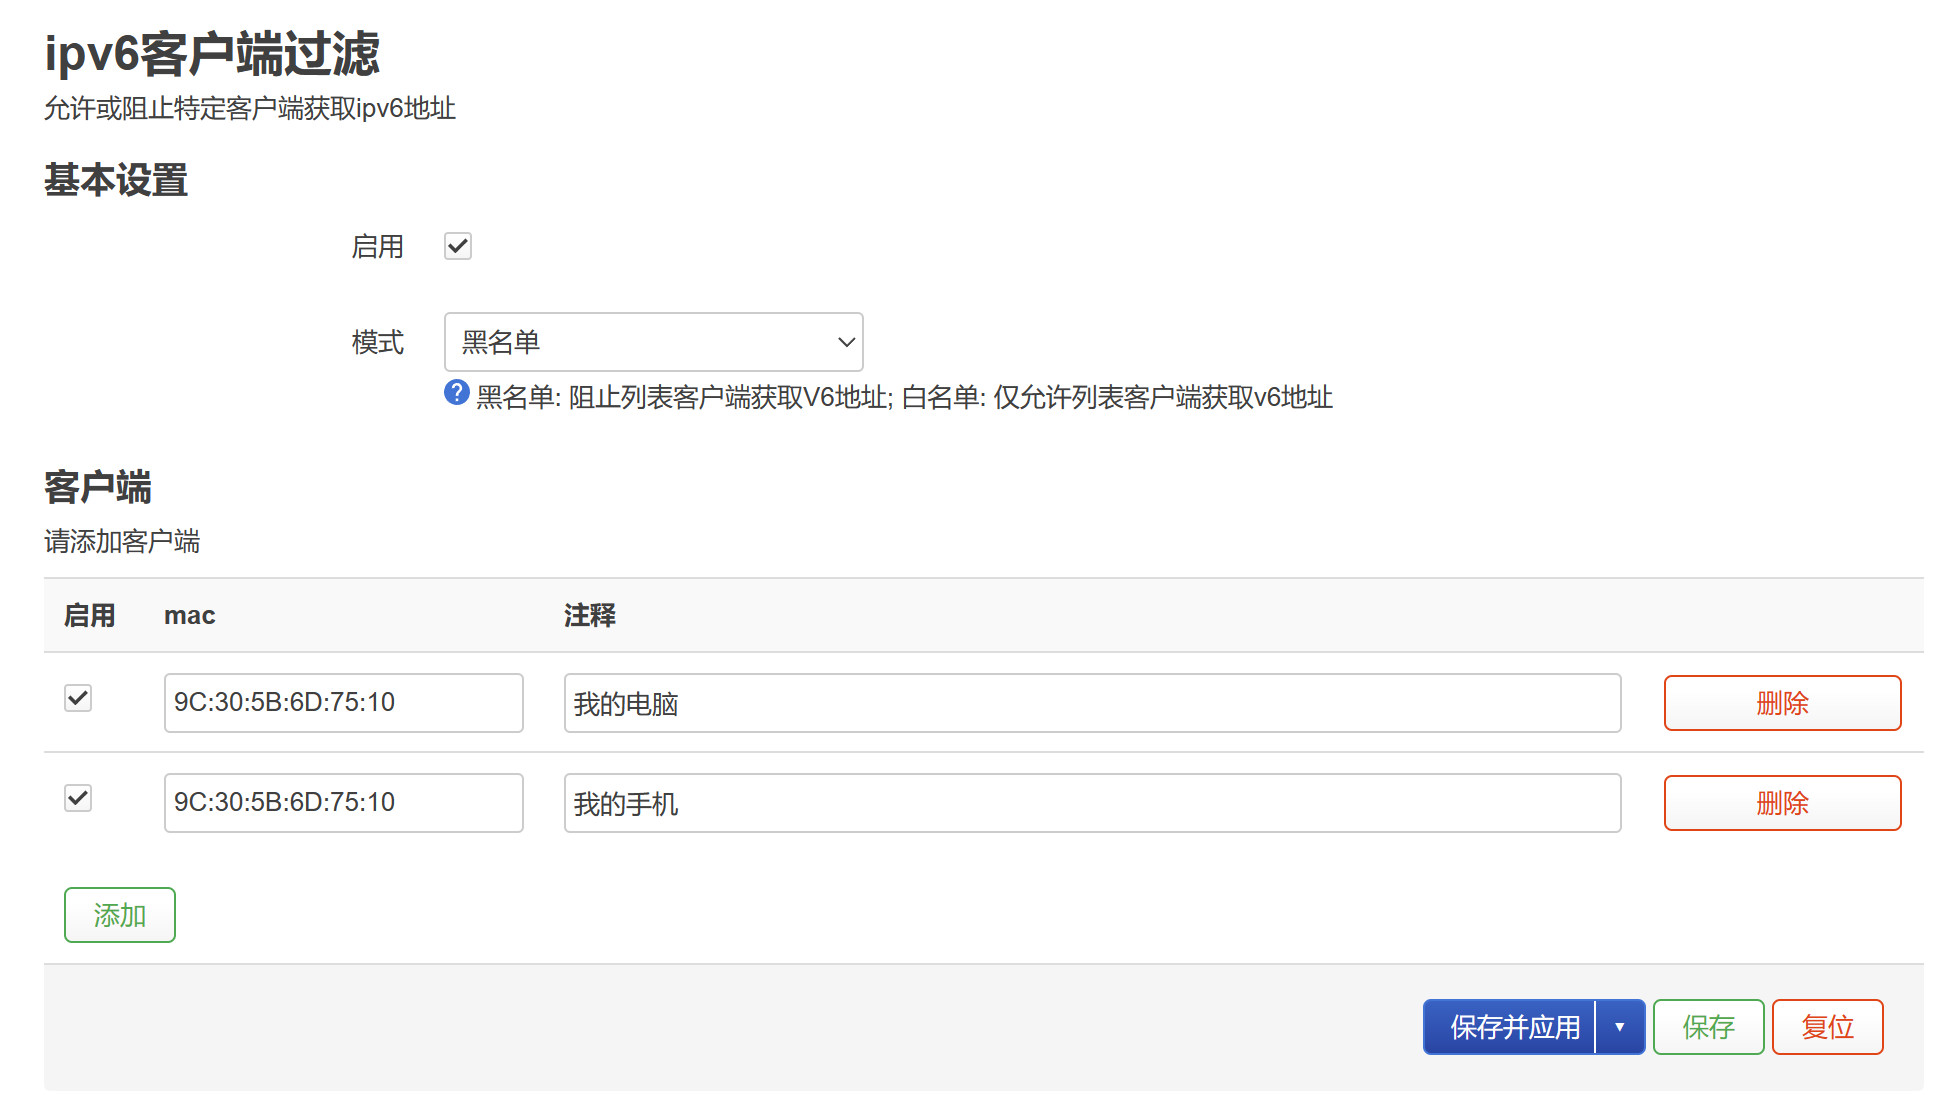 ipv6客户端过滤
允许或阻止特定客户端获取ipv6地址
基本设置
启用
模式 黑名单
黑名单: 阻止列表客户端获取V6地址; 白名单: 仅允许列表客户端获取v6地址
客户端
请添加客户端
启用 mac 注释
9C:30:5B:6D:75:10 我的电脑 删除
9C:30:5B:6D:75:10 我的手机 删除
添加
保存并应用 保存 复位